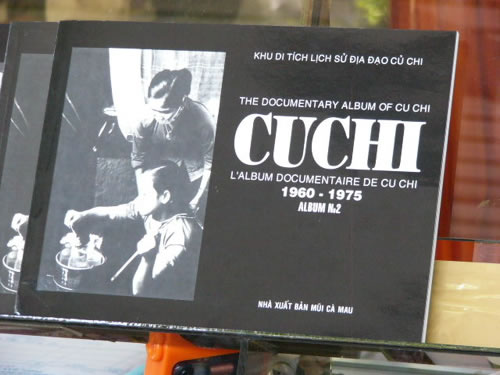 KHU DI TÍCH LỊCH SỬ ĐỊA ĐẠO CỦ CHI
THE DOCUMENTARY ALBUM OF CU CHI
CUCHI
L'ALBUM DOCUMENTAIRE DE CU CHI
1960 - 1975
ALBUM No2
NHÀ XUẤT BẢN MŨI CÀ MAU